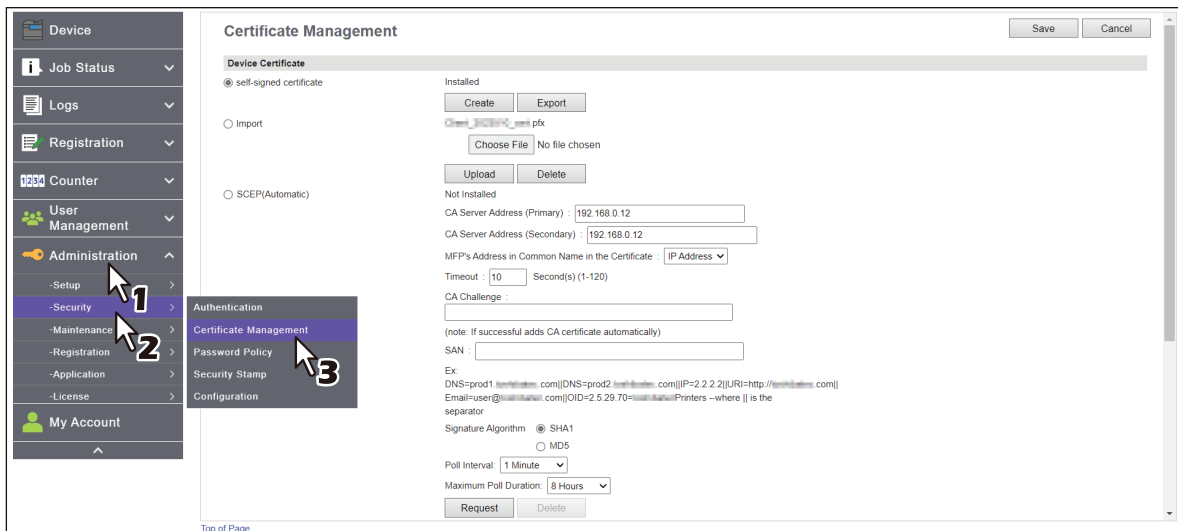 Device
Job Status
Logs
Registration
1234 Counter
User
Management
Administration
-Setup
-Security
-Maintenance
-Registration
-Application
-License
My Account
1
2
3
Authentication
Certificate Management
Password Policy
Security Stamp
Configuration
Certificate Management
Save Cancel
Device Certificate
self-signed certificate Installed
Create Export
Import .pfx
Choose File No file chosen
Upload Delete
SCEP(Automatic) Not Installed
CA Server Address (Primary) : 192.168.0.12
CA Server Address (Secondary) : 192.168.0.12
MFP's Address in Common Name in the Certificate : IP Address
Timeout : 10 Second(s) (1-120)
CA Challenge :
(note: If successful adds CA certificate automatically)
SAN :
Ex:
DNS=prod1. .com||DNS=prod2. .com||IP=2.2.2.2||URI=http:// .com||
Email=user@ .com||OID=2.5.29.70= Printers --where || is the
separator
Signature Algorithm SHA1
MD5
Poll Interval: 1 Minute
Maximum Poll Duration: 8 Hours
Request Delete
Top of Page